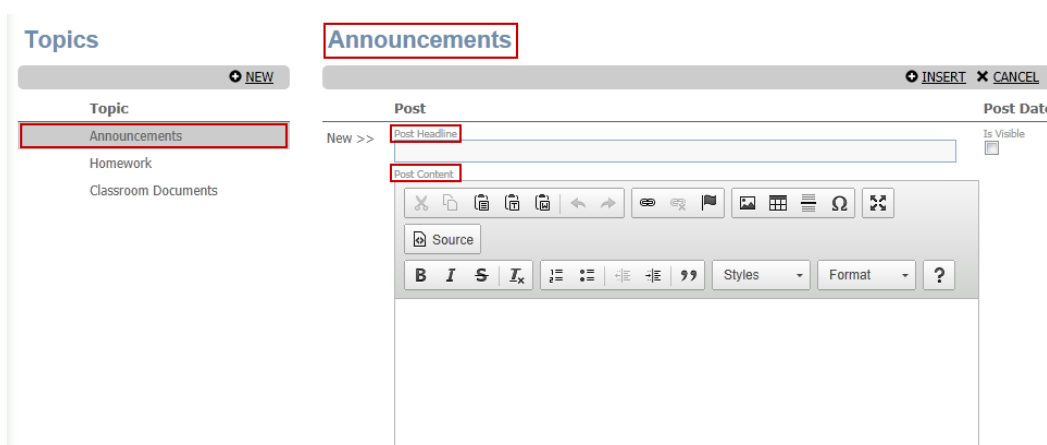 Topics
Announcements
NEW
INSERT CANCEL
Topic
Post
Post Date
Announcements
Homework
Classroom Documents
New >>
Post Headline
Is Visible
Post Content
Source
B I S Ix
Styles
Format
?